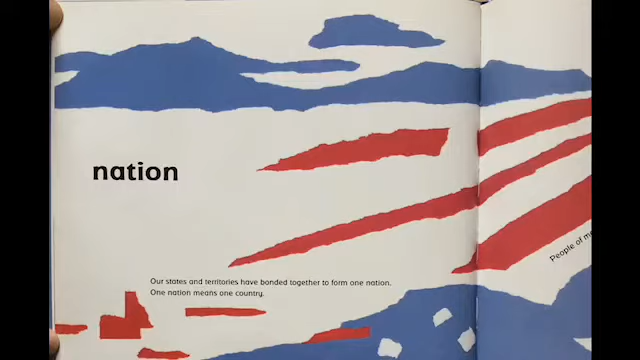 nation
Our states and territories have bonded together to form one nation.
One nation means one country.
People of